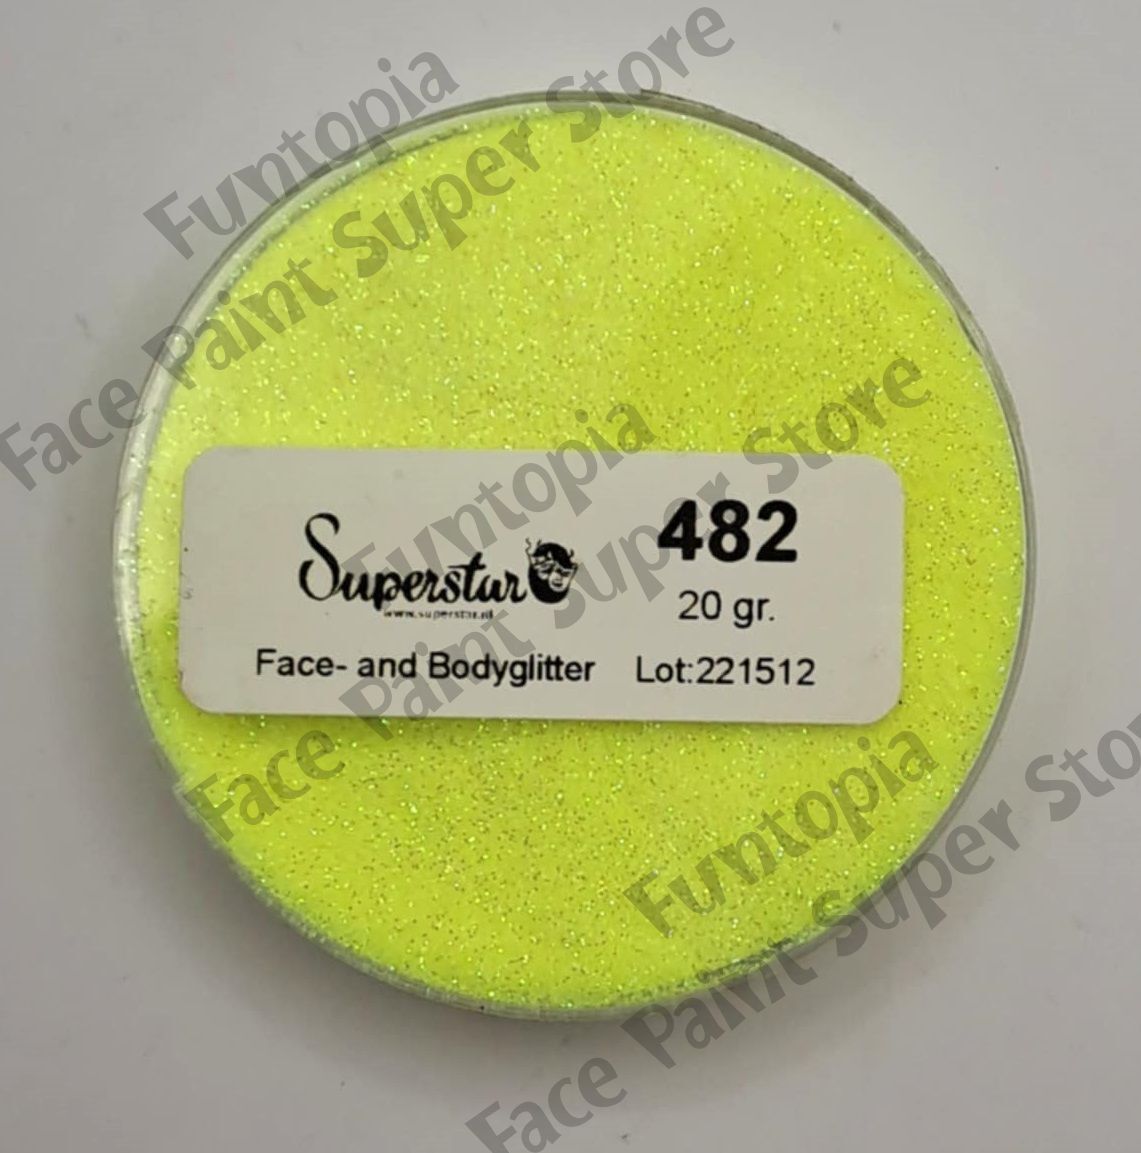 Funtopia
Face Paint Super Store
Funtopia
Face Paint Super Store
Superstar
www.superstar.nl
482
20 gr.
Face- and Bodyglitter
Lot:221512
Funtopia
Face Paint Super Store